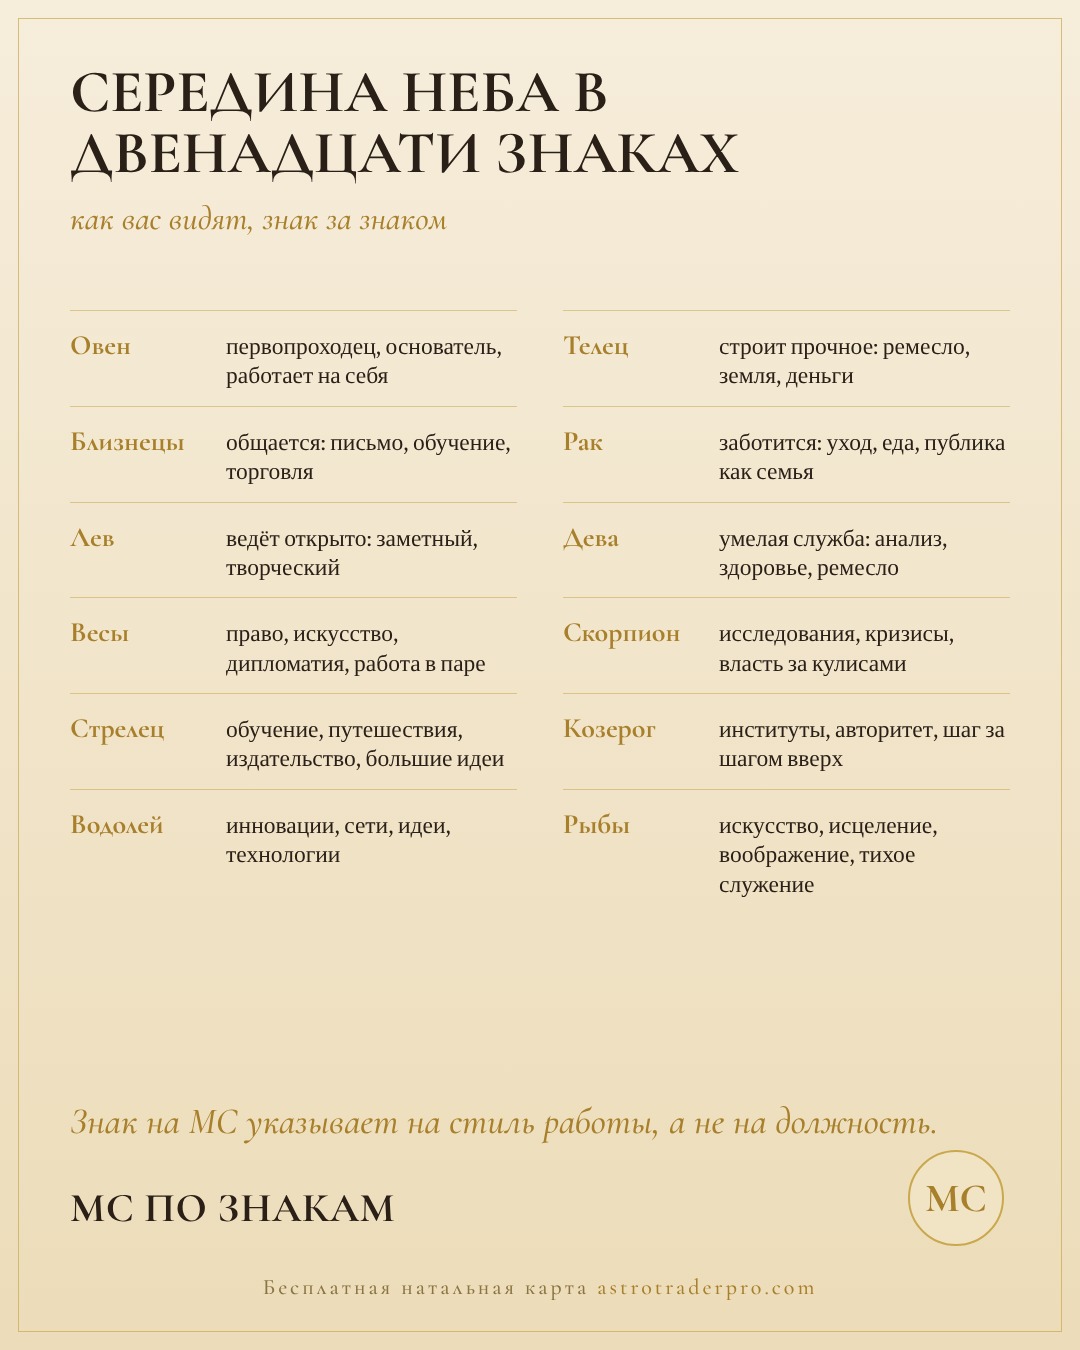 СЕРЕДИНА НЕБА В
ДВЕНАДЦАТИ ЗНАКАХ
как вас видят, знак за знаком
Овен
первопроходец, основатель,
работает на себя
Телец
строит прочное: ремесло,
земля, деньги
Близнецы
общается: письмо, обучение,
торговля
Рак
заботится: уход, еда, публика
как семья
Лев
ведёт открыто: заметный,
творческий
Дева
умелая служба: анализ,
здоровье, ремесло
Весы
право, искусство,
дипломатия, работа в паре
Скорпион
исследования, кризисы,
власть за кулисами
Стрелец
обучение, путешествия,
издательство, большие идеи
Козерог
институты, авторитет, шаг за
шагом вверх
Водолей
инновации, сети, идеи,
технологии
Рыбы
искусство, исцеление,
воображение, тихое
служение
Знак на МС указывает на стиль работы, а не на должность.
МС ПО ЗНАКАМ
МС
Бесплатная натальная карта astrotraderpro.com